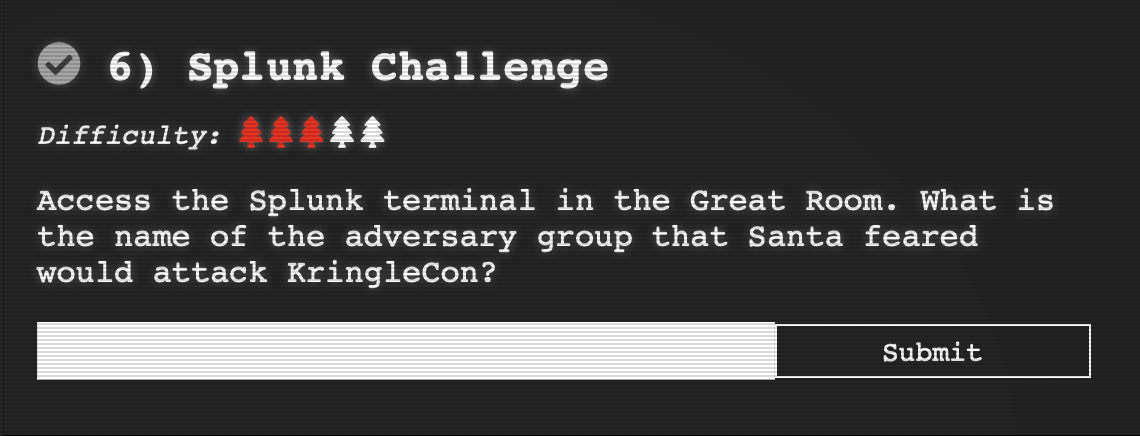 6) Splunk Challenge
Difficulty:
Access the Splunk terminal in the Great Room. What is
the name of the adversary group that Santa feared
would attack KringleCon?
Submit